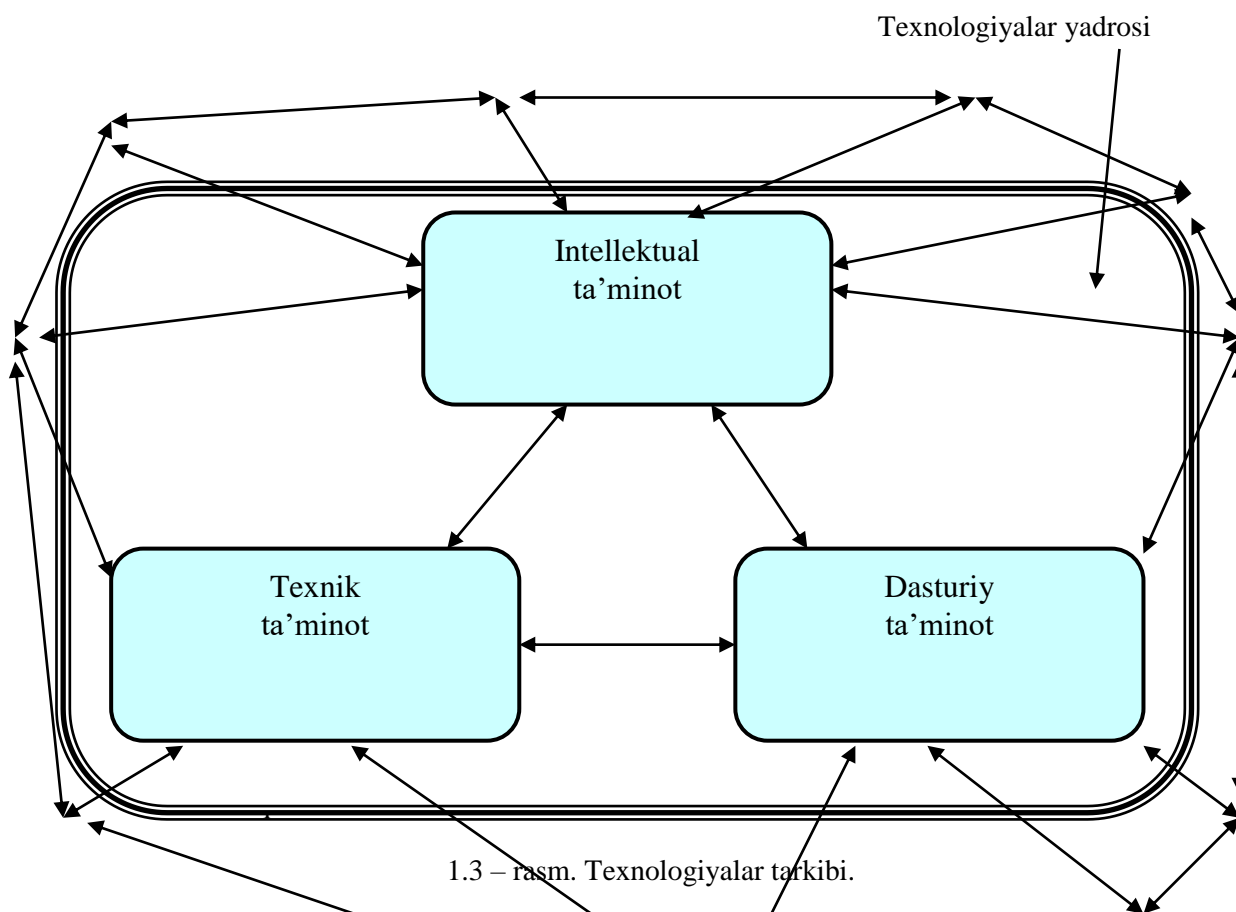 Texnologiyalar yadrosi
Intellektual
ta’minot
Texnik
ta’minot
Dasturiy
ta’minot
1.3 – rasm. Texnologiyalar tarkibi.